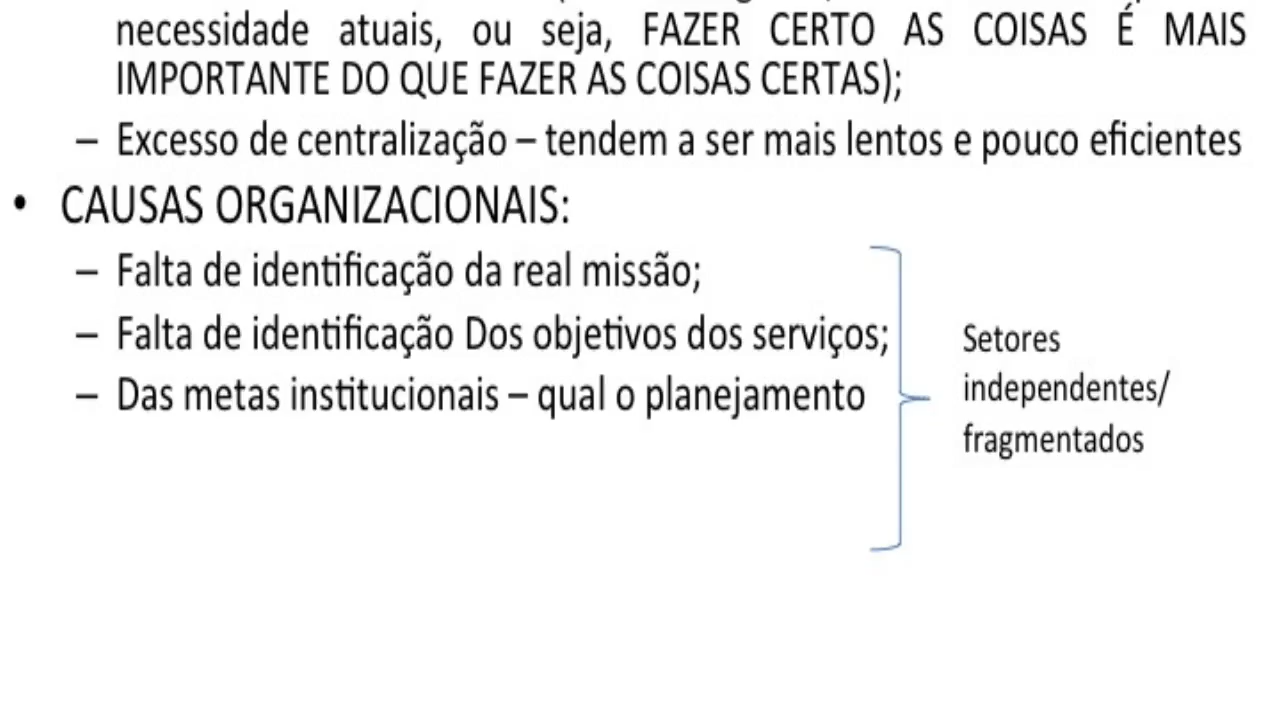 necessidade atuais, ou seja, FAZER CERTO AS COISAS É MAIS
IMPORTANTE DO QUE FAZER AS COISAS CERTAS);
– Excesso de centralização – tendem a ser mais lentos e pouco eficientes
• CAUSAS ORGANIZACIONAIS:
– Falta de identificação da real missão;
– Falta de identificação Dos objetivos dos serviços;
– Das metas institucionais – qual o planejamento
Setores
independentes/
fragmentados